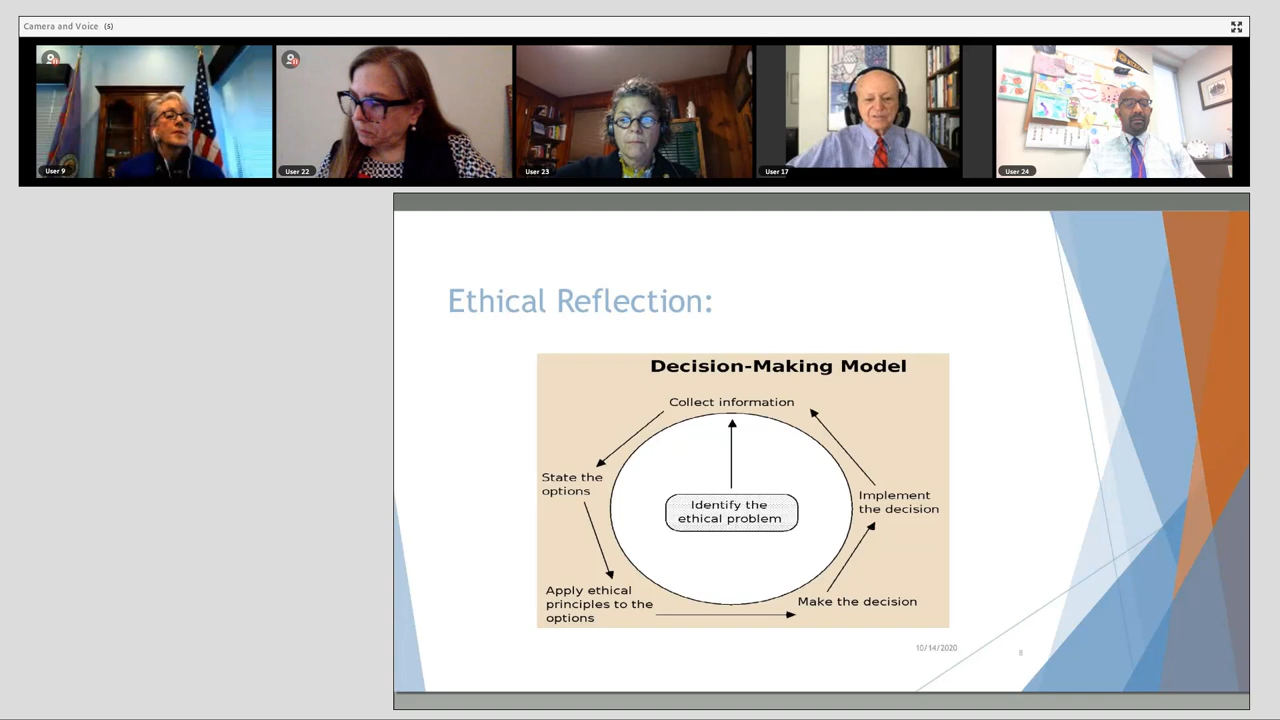 Camera and Voice (5)
User 9
User 22
User 23
User 17
User 24
Ethical Reflection:
Decision-Making Model
Collect information
State the
options
Identify the
ethical problem
Implement
the decision
Apply ethical
principles to the
options
Make the decision
10/14/2020
8